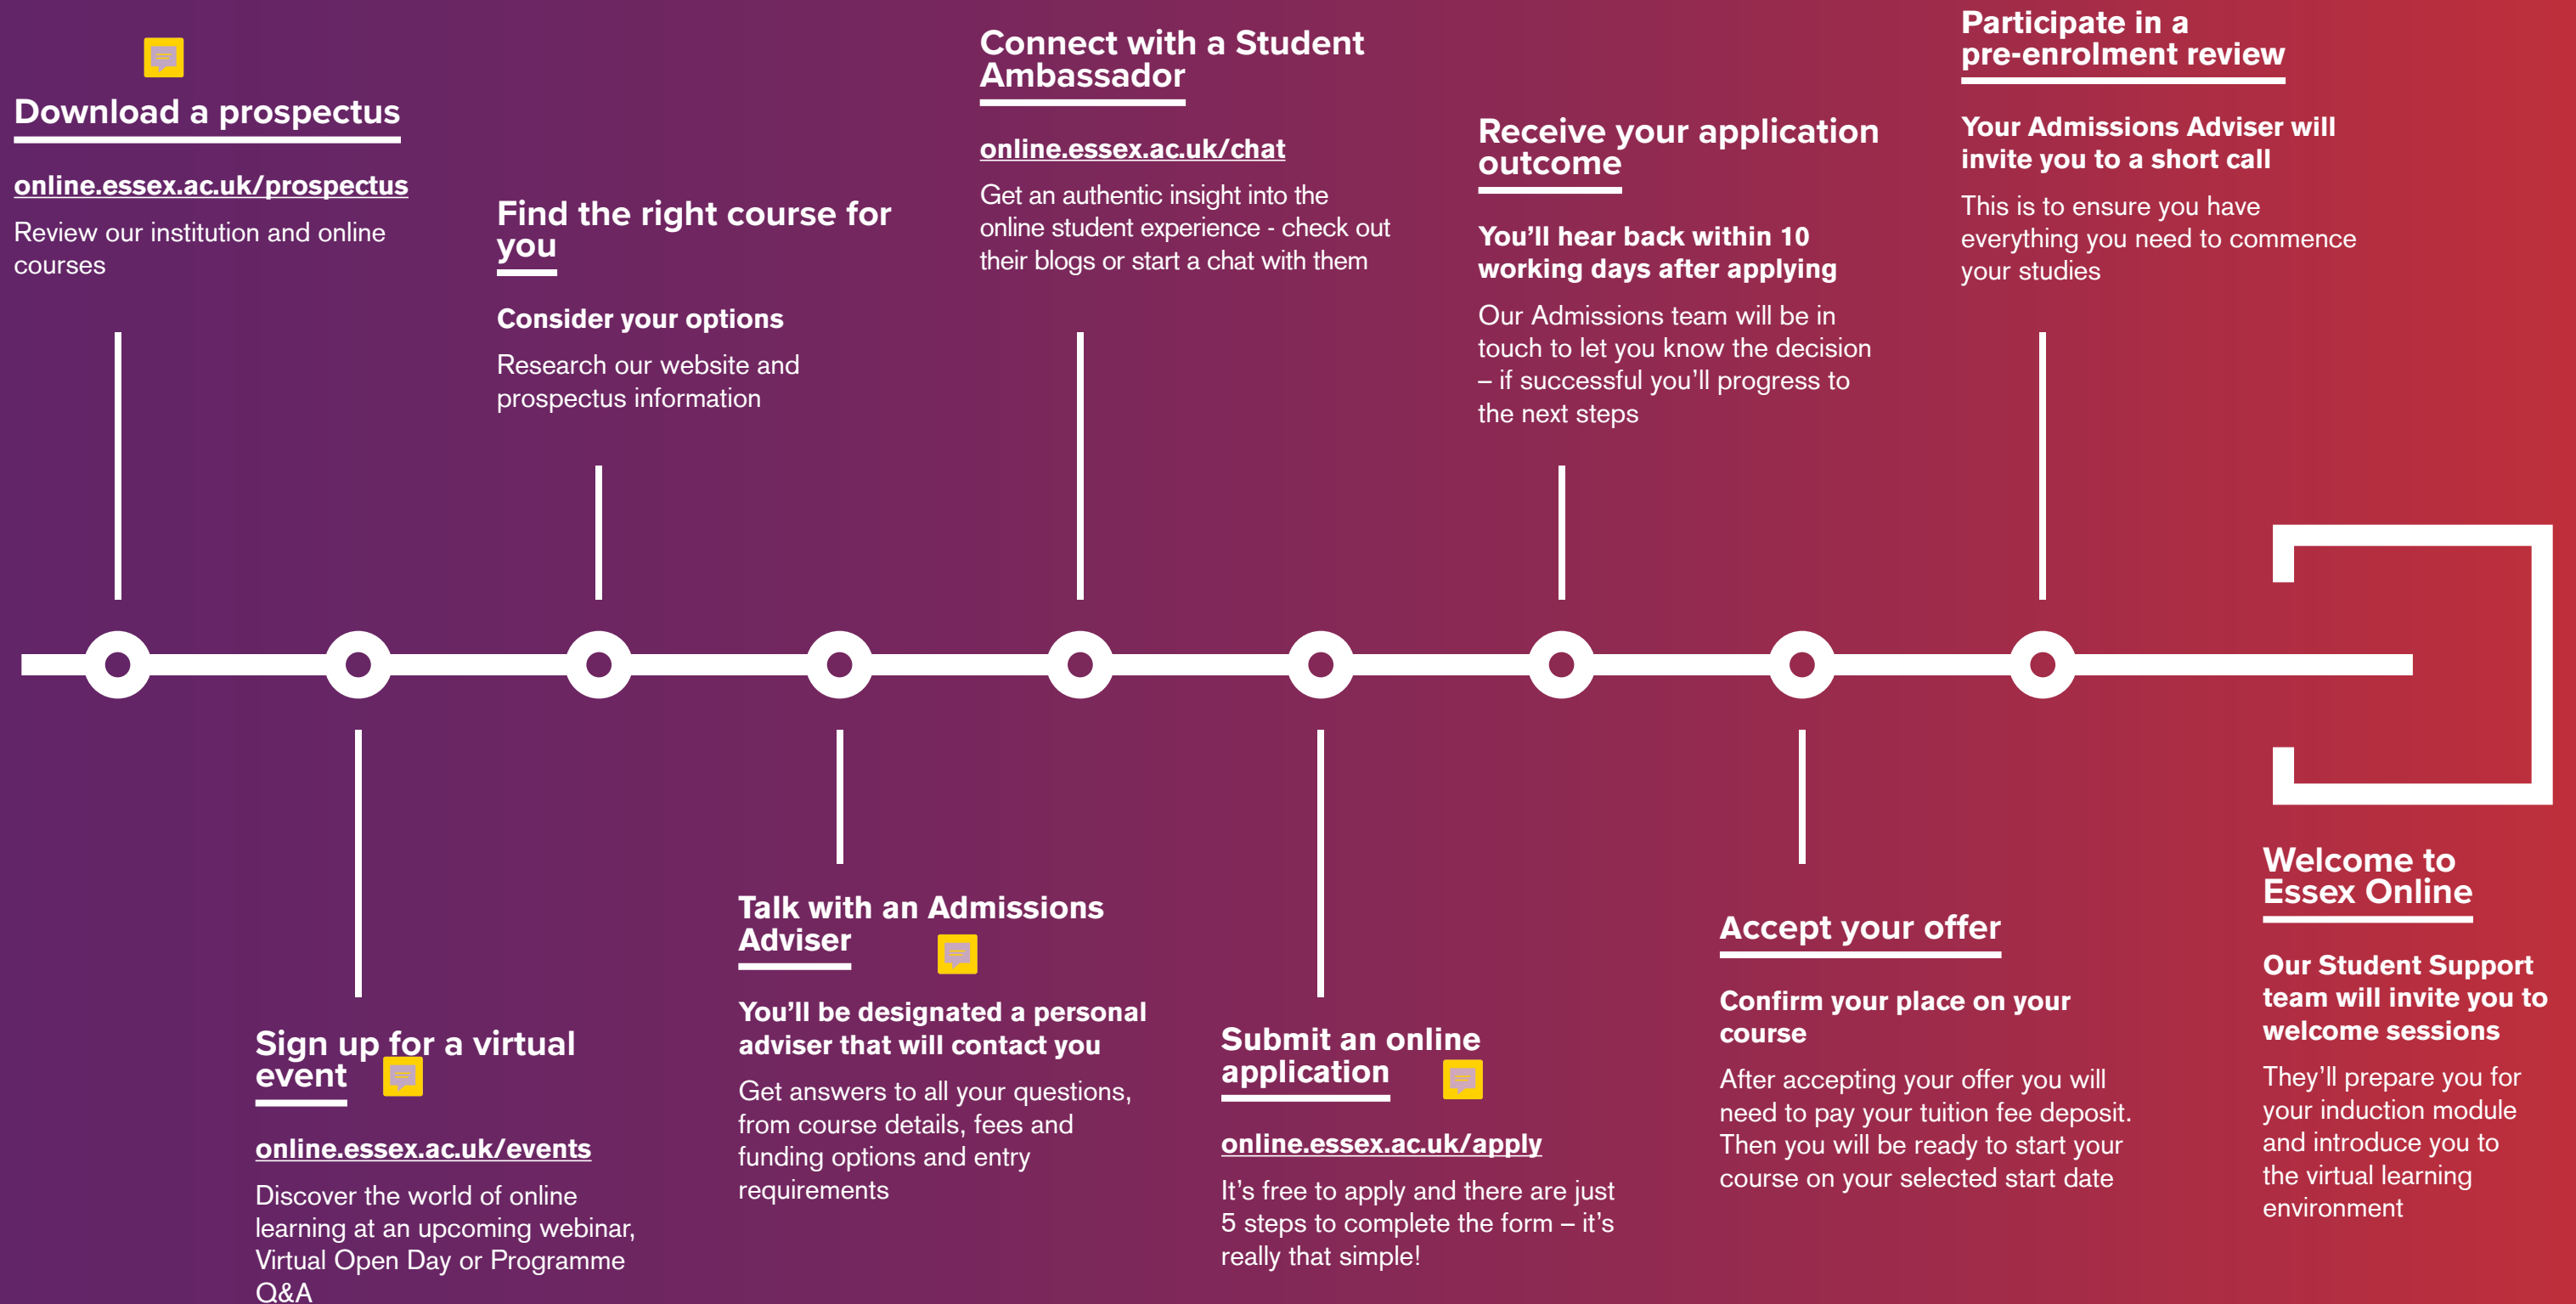 Download a prospectus
online.essex.ac.uk/prospectus
Review our institution and online
courses
Sign up for a virtual
event
online.essex.ac.uk/events
Discover the world of online
learning at an upcoming webinar,
Virtual Open Day or Programme
Q&A
Find the right course for
you
Consider your options
Research our website and
prospectus information
Talk with an Admissions
Adviser
You’ll be designated a personal
adviser that will contact you
Get answers to all your questions,
from course details, fees and
funding options and entry
requirements
Connect with a Student
Ambassador
online.essex.ac.uk/chat
Get an authentic insight into the
online student experience - check out
their blogs or start a chat with them
Submit an online
application
online.essex.ac.uk/apply
It’s free to apply and there are just
5 steps to complete the form – it’s
really that simple!
Receive your application
outcome
You’ll hear back within 10
working days after applying
Our Admissions team will be in
touch to let you know the decision
– if successful you’ll progress to
the next steps
Accept your offer
Confirm your place on your
course
After accepting your offer you will
need to pay your tuition fee deposit.
Then you will be ready to start your
course on your selected start date
Participate in a
pre-enrolment review
Your Admissions Adviser will
invite you to a short call
This is to ensure you have
everything you need to commence
your studies
Welcome to
Essex Online
Our Student Support
team will invite you to
welcome sessions
They’ll prepare you for
your induction module
and introduce you to
the virtual learning
environment